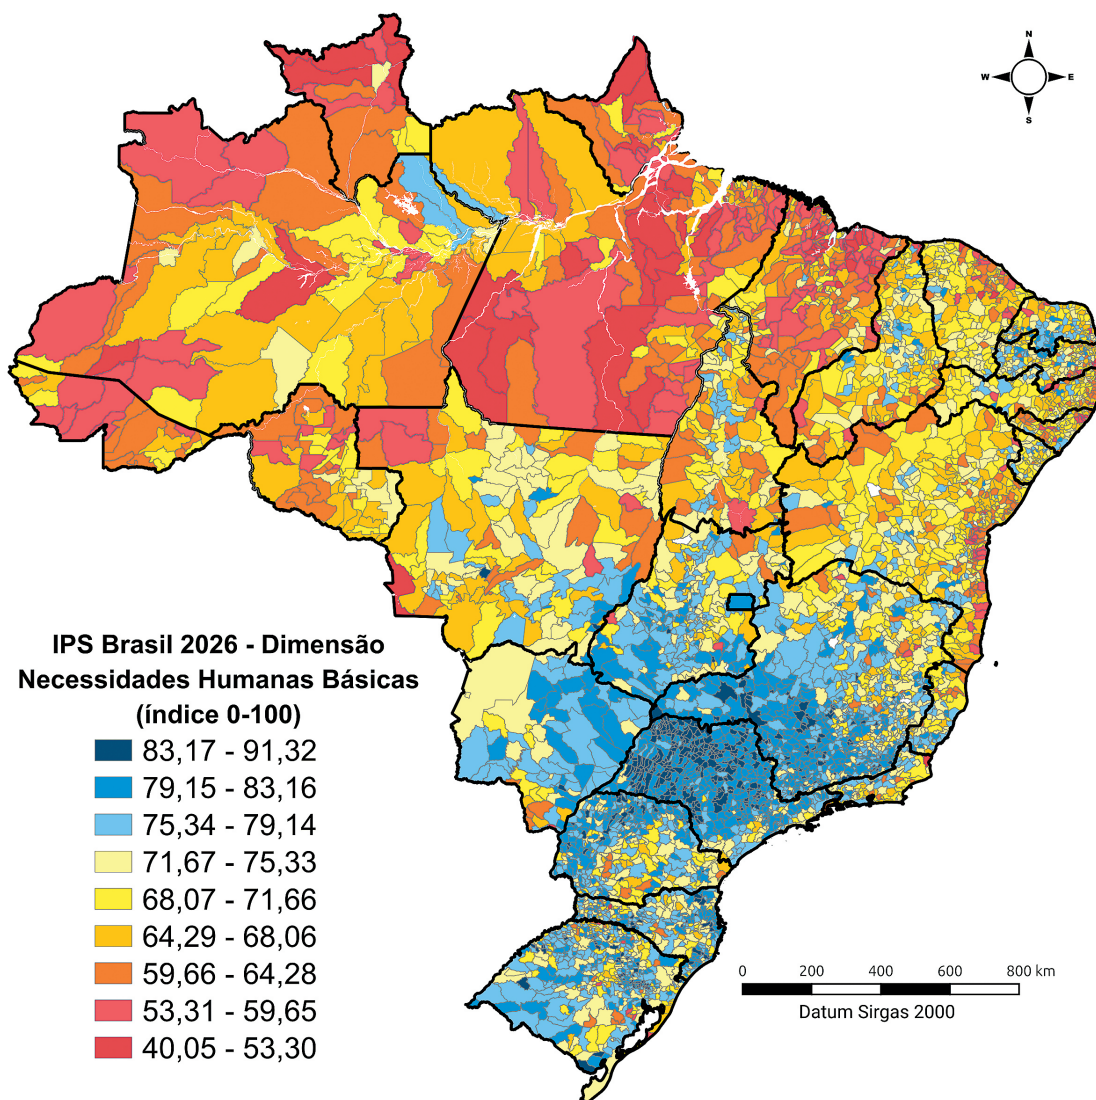 N
W E
S
IPS Brasil 2026 - Dimensão
Necessidades Humanas Básicas
(índice 0-100)
83,17 - 91,32
79,15 - 83,16
75,34 - 79,14
71,67 - 75,33
68,07 - 71,66
64,29 - 68,06
59,66 - 64,28
53,31 - 59,65
40,05 - 53,30
0 200 400 600 800 km
Datum Sirgas 2000